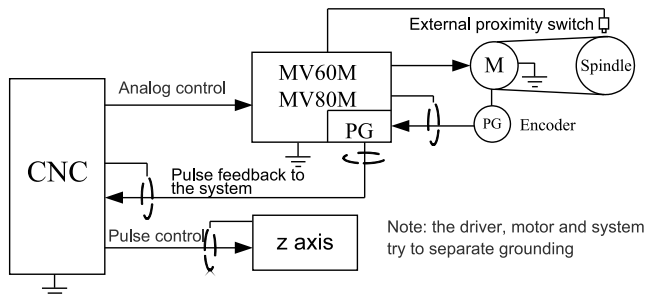 External proximity switch
MV60M
MV80M
M
Spindle
Analog control
PG
PG
Encoder
CNC
Pulse feedback to
the system
Pulse control
z axis
Note: the driver, motor and system
try to separate grounding